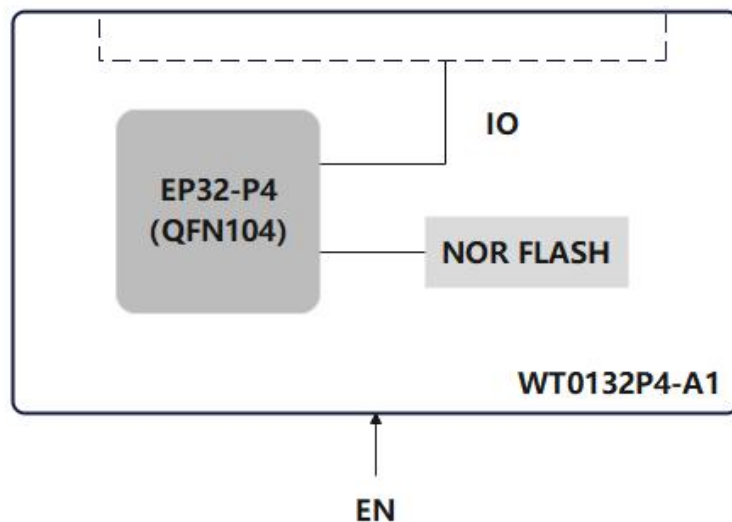 IO
EP32-P4
(QFN104)
NOR FLASH
WT0132P4-A1
EN